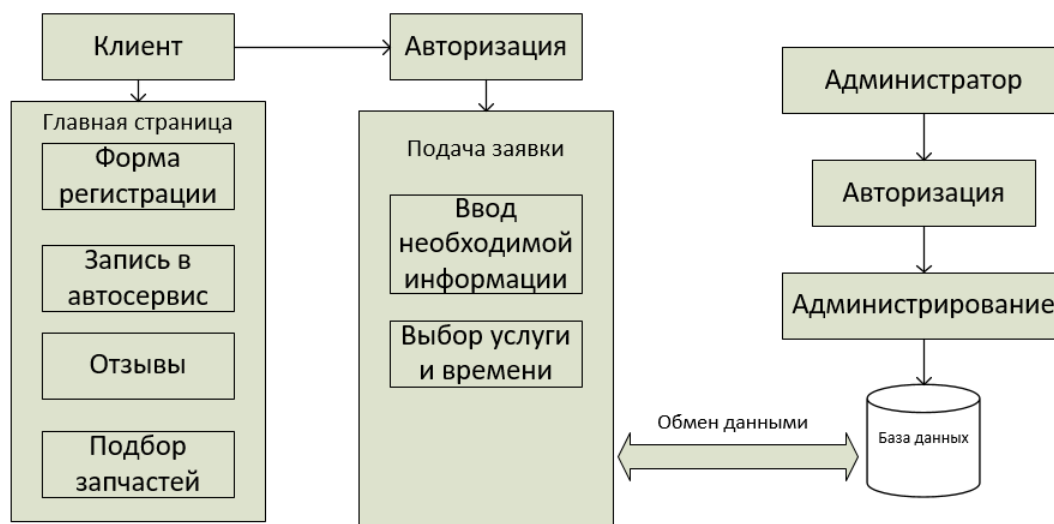 Клиент
Главная страница
Форма
регистрации
Запись в
автосервис
Отзывы
Подбор
запчастей
Авторизация
Подача заявки
Ввод
необходимой
информации
Выбор услуги
и времени
Обмен данными
Администратор
Авторизация
Администрирование
База данных